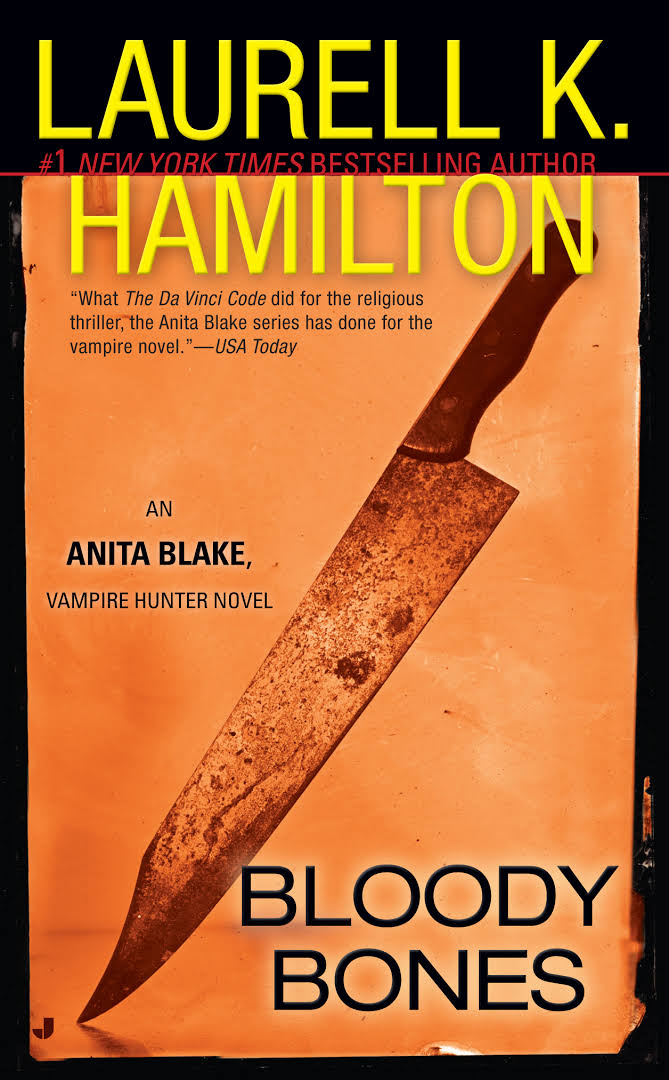 LAURELL K.
#1 NEW YORK TIMES BESTSELLING AUTHOR
HAMILTON
“What The Da Vinci Code did for the religious
thriller, the Anita Blake series has done for the
vampire novel.”—USA Today
AN
ANITA BLAKE,
VAMPIRE HUNTER NOVEL
BLOODY
BONES
J